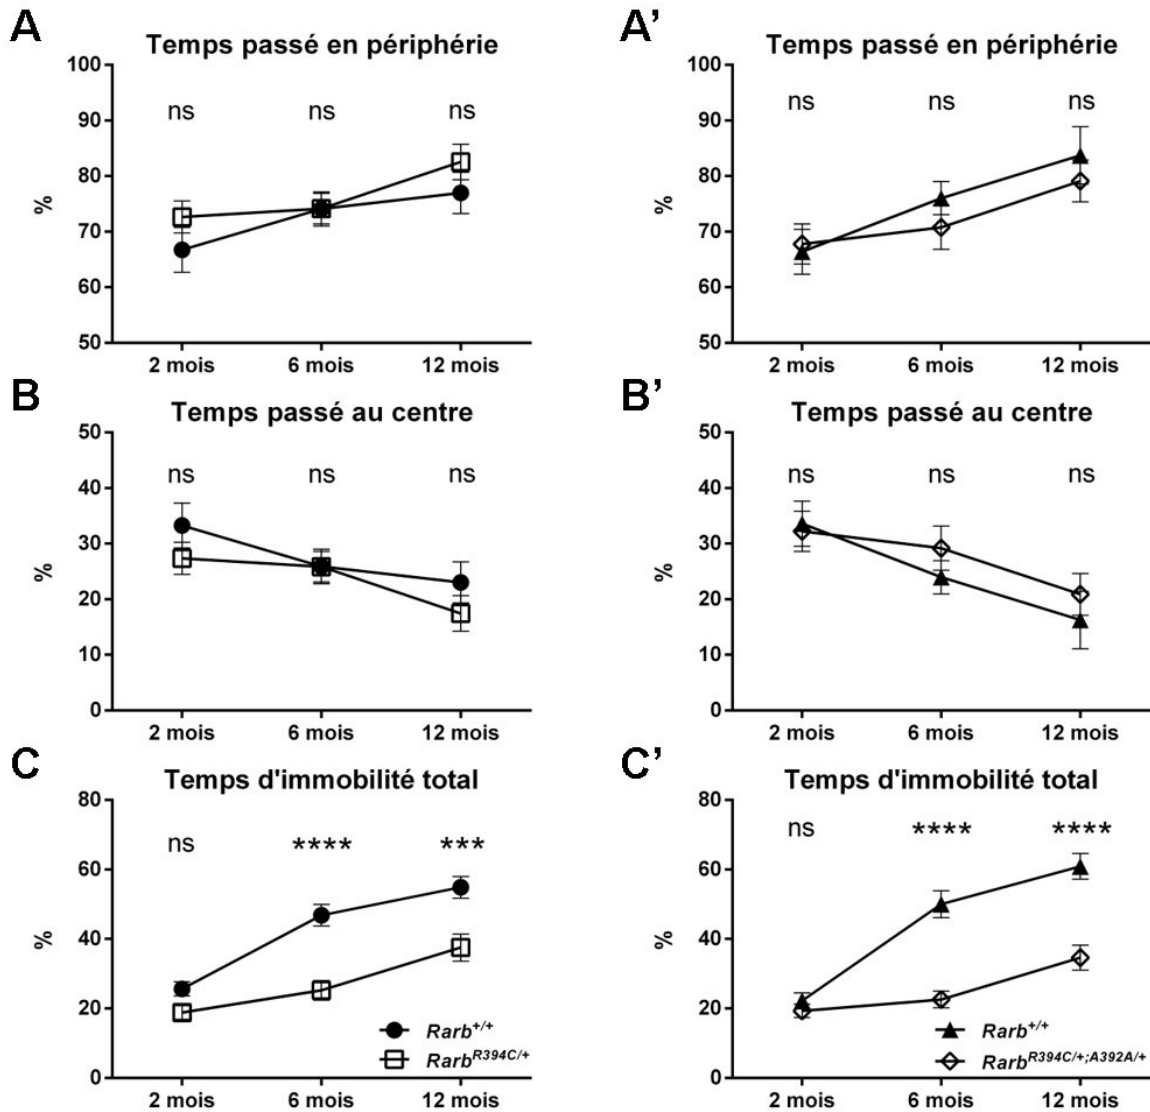 A
Temps passé en périphérie
100
90
80
70
60
50
%
ns
ns
ns
2 mois
6 mois
12 mois
A’
Temps passé en périphérie
100
90
80
70
60
50
%
ns
ns
ns
2 mois
6 mois
12 mois
B
Temps passé au centre
50
40
30
20
10
0
%
ns
ns
ns
2 mois
6 mois
12 mois
B’
Temps passé au centre
50
40
30
20
10
0
%
ns
ns
ns
2 mois
6 mois
12 mois
C
Temps d'immobilité total
80
60
40
20
0
%
ns
****
***
Rarb+/+
RarbR394C/+
2 mois
6 mois
12 mois
C’
Temps d'immobilité total
80
60
40
20
0
%
ns
****
****
Rarb+/+
RarbR394C/+;A392A/+
2 mois
6 mois
12 mois